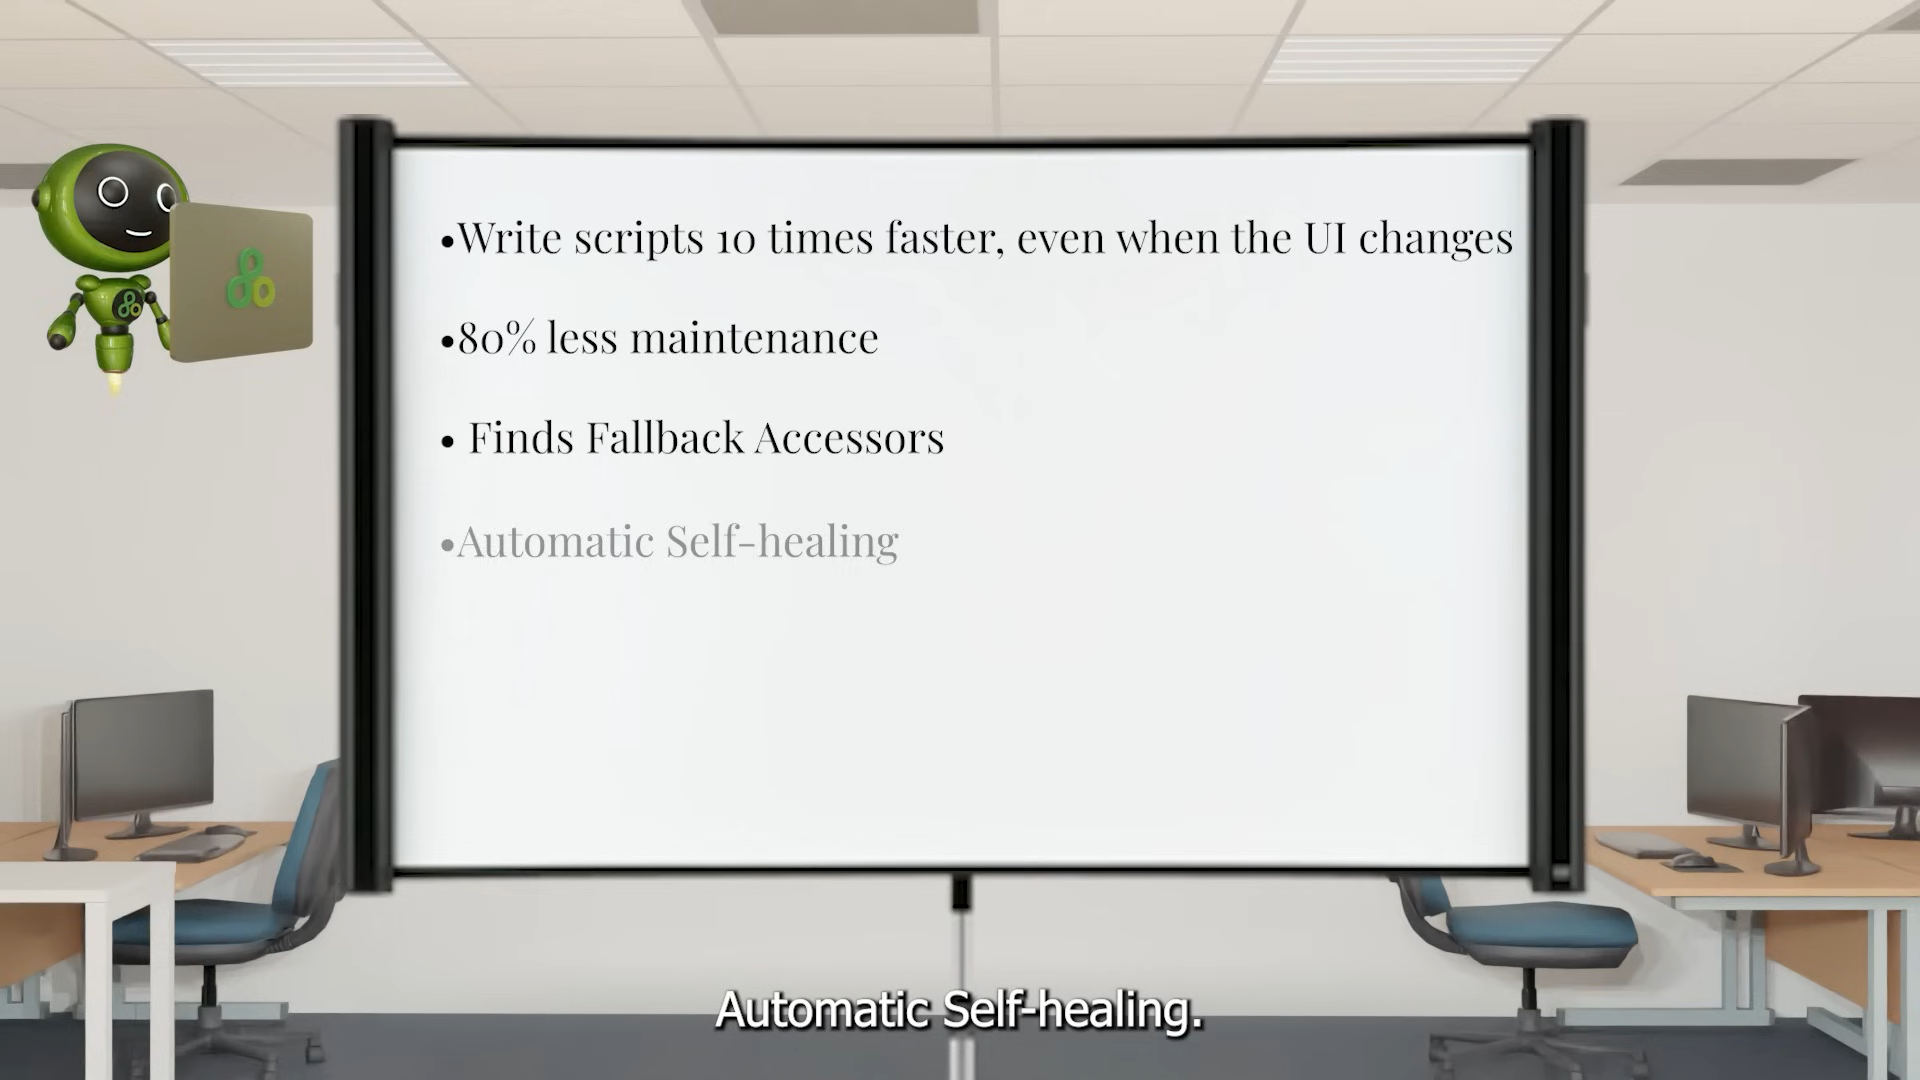 •Write scripts 10 times faster, even when the UI changes
•80% less maintenance
• Finds Fallback Accessors
•Automatic Self-healing
Automatic Self-healing.